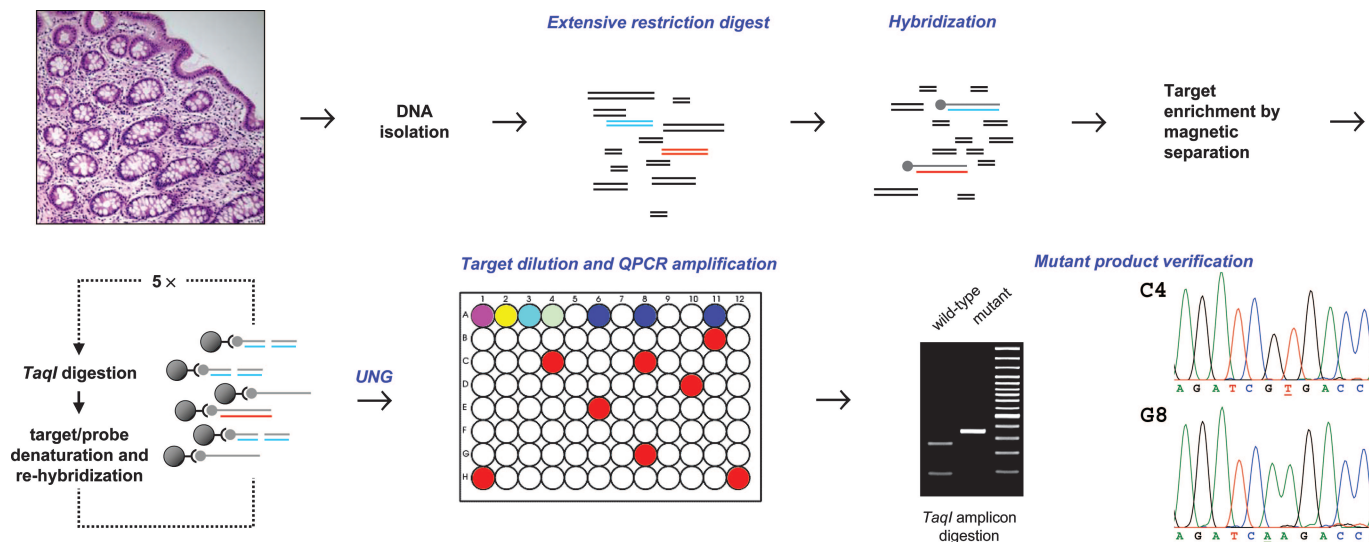 Extensive restriction digest
Hybridization
DNA
isolation
Target
enrichment by
magnetic
separation
5 ×
TaqI digestion
target/probe
denaturation and
re-hybridization
UNG
Target dilution and QPCR amplification
1 2 3 4 5 6 7 8 9 10 11 12
A
B
C
D
E
F
G
H
wild-type
mutant
TaqI amplicon
digestion
Mutant product verification
C4
A G A T C G T G A C C
G8
A G A T C A A G A C C